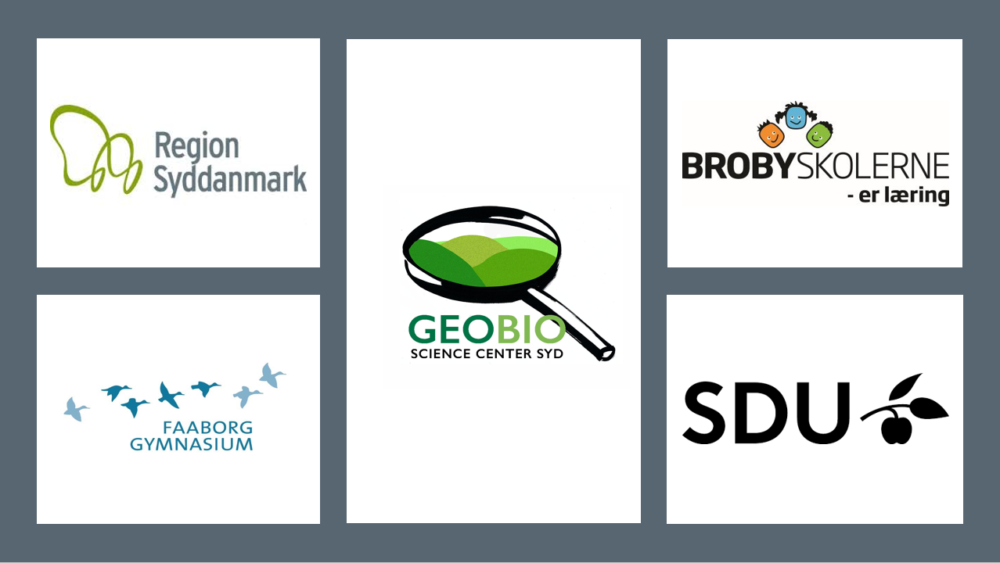 Region
Syddanmark
BROBYSKOLERNE
- er læring
GEOBIO
SCIENCE CENTER SYD
FAABORG
GYMNASIUM
SDU